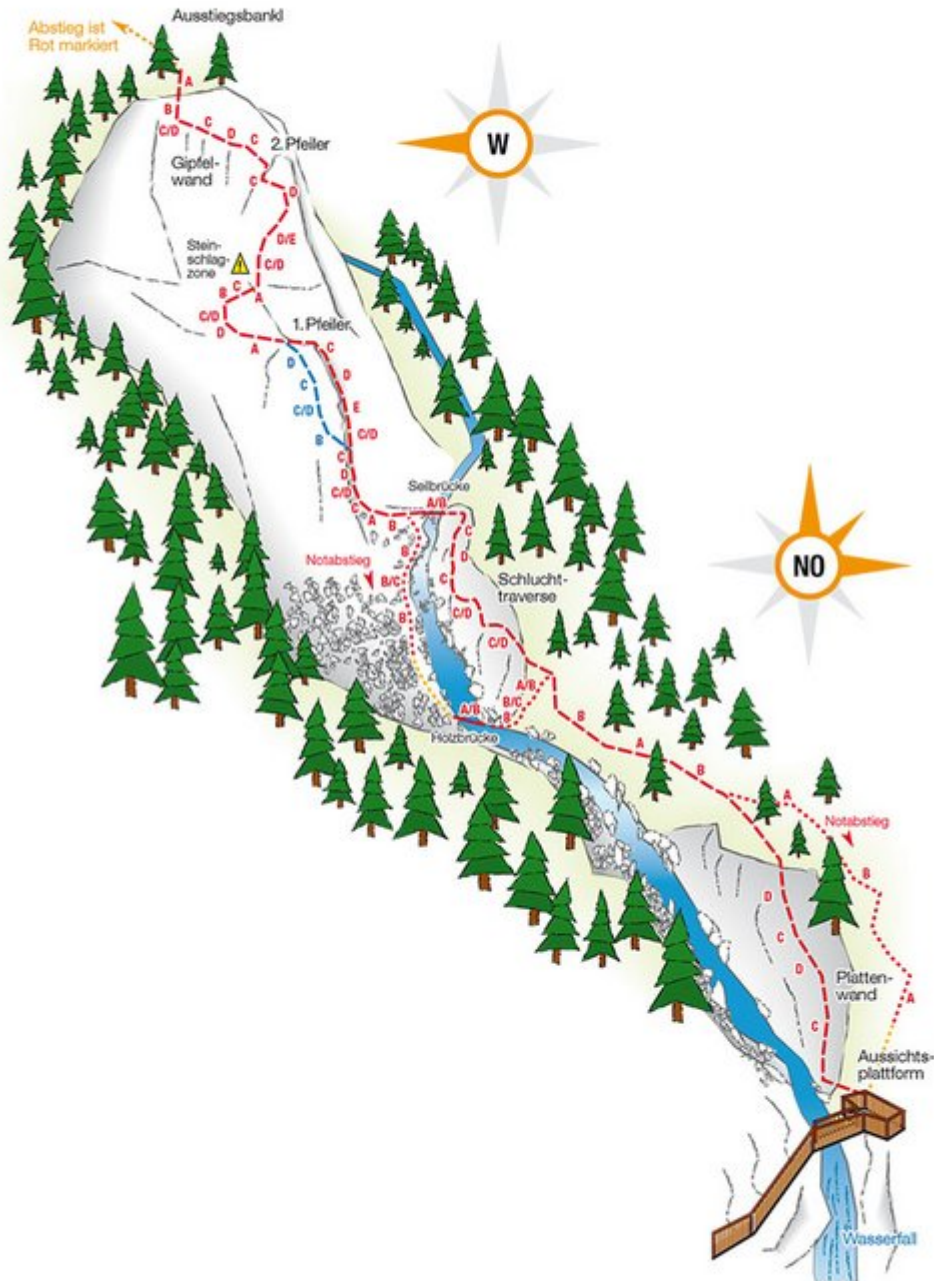 Ausstiegsbankl
Abstieg ist
Rot markiert
A
B
C/D
C
D
C
2. Pfeiler
Gipfel-
wand
W
C
D
D/E
C/D
Stein-
schlag-
zone
C
B
A
C/D
D
A
1. Pfeiler
C
D
D
C
E
C/D
C/D
B
C
D
C/D
C
A
B
Seilbrücke
A/B
C
D
C
Notabstieg
B
B/C
B
Schlucht-
traverse
C/D
C/D
NO
A/B
B/C
B
A/B
Holzbrücke
B
A
B
A
Notabstieg
B
D
C
D
Platten-
wand
A
C
Aussichts-
plattform
Wasserfall